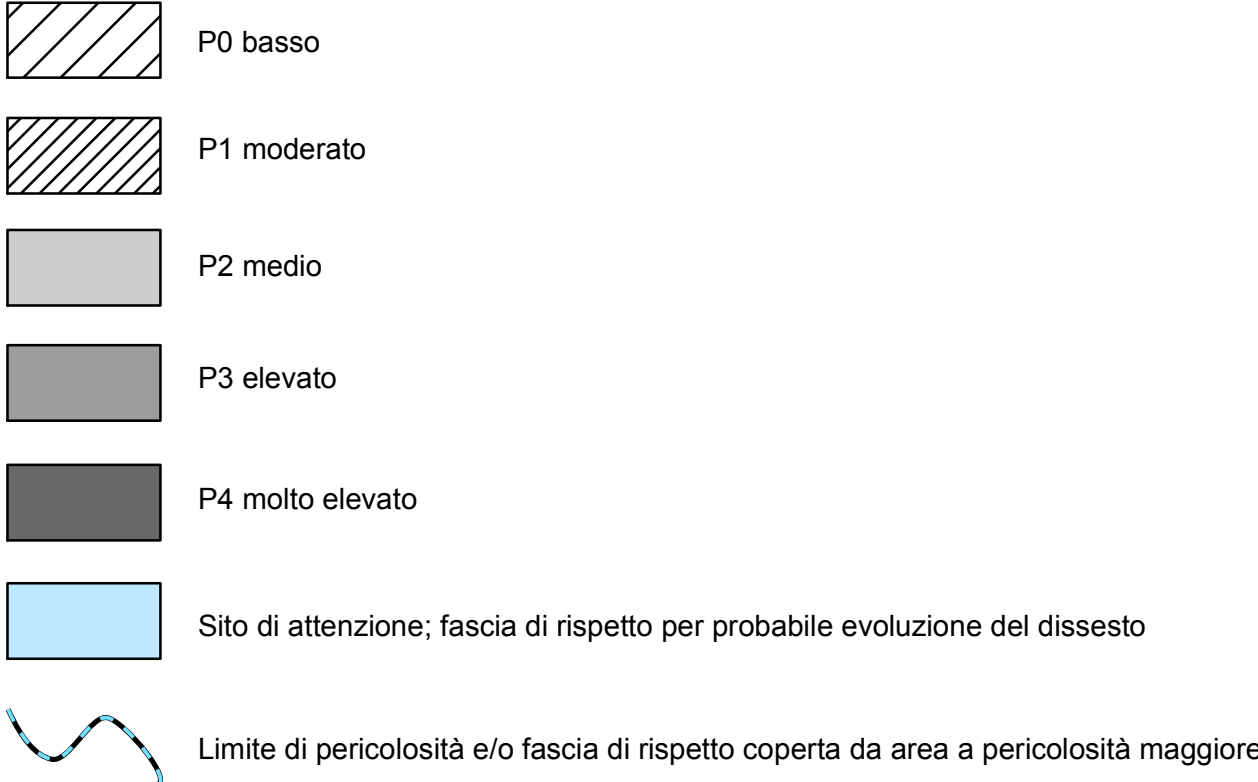 P0 basso
P1 moderato
P2 medio
P3 elevato
P4 molto elevato
Sito di attenzione; fascia di rispetto per probabile evoluzione del dissesto
Limite di pericolosità e/o fascia di rispetto coperta da area a pericolosità maggiore